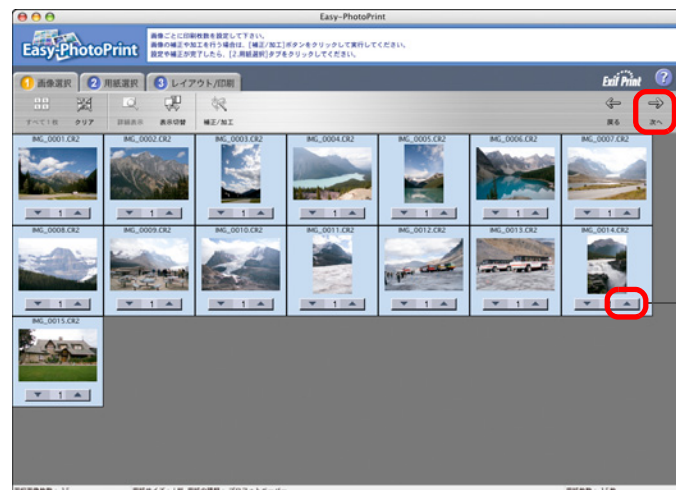 Easy-PhotoPrint
Easy-PhotoPrint
画像ごとに印刷枚数を設定して下さい。
画像の補正や加工を行う場合は、[補正/加工]ボタンをクリックして実行してください。
設定や補正が完了したら、[2.用紙選択]タブをクリックしてください。
1 画像選択 2 用紙選択 3 レイアウト/印刷 Exif Print ?
すべて1枚 クリア 詳細表示 表示切替 補正/加工 戻る 次へ
IMG_0001.CR2 IMG_0002.CR2 IMG_0003.CR2 IMG_0004.CR2 IMG_0005.CR2 IMG_0006.CR2 IMG_0007.CR2
1 1 1 1 1 1 1
IMG_0008.CR2 IMG_0009.CR2 IMG_0010.CR2 IMG_0011.CR2 IMG_0012.CR2 IMG_0013.CR2 IMG_0014.CR2
1 1 1 1 1 1 1
IMG_0015.CR2
1